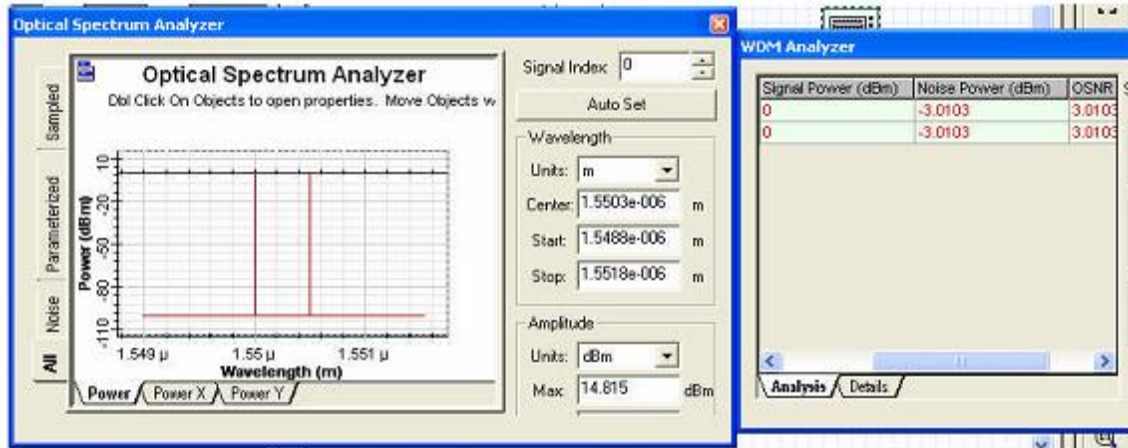 Optical Spectrum Analyzer
Sampled
Parameterized
Noise
All
Optical Spectrum Analyzer
Dbl Click On Objects to open properties. Move Objects w
Power (dBm)
10
-20
-50
-80
-110
1.549 µ 1.55 µ 1.551 µ
Wavelength (m)
Power Power X Power Y
Signal Index: 0
Auto Set
Wavelength
Units: m
Center: 1.5503e-006 m
Start: 1.5488e-006 m
Stop: 1.5518e-006 m
Amplitude
Units: dBm
Max: 14.815 dBm
WDM Analyzer
Signal Power (dBm) Noise Power (dBm) OSNR
0 -3.0103 3.0103
0 -3.0103 3.0103
Analysis Details